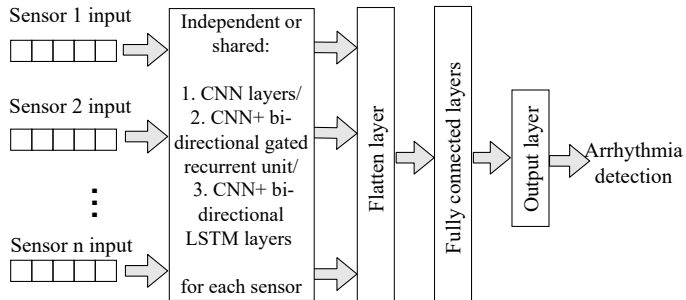 Sensor 1 input
Sensor 2 input
Sensor n input
Independent or
shared:
1. CNN layers/
2. CNN+ bi-
directional gated
recurrent unit/
3. CNN+ bi-
directional
LSTM layers
for each sensor
Flatten layer
Fully connected layers
Output layer
Arrhythmia
detection